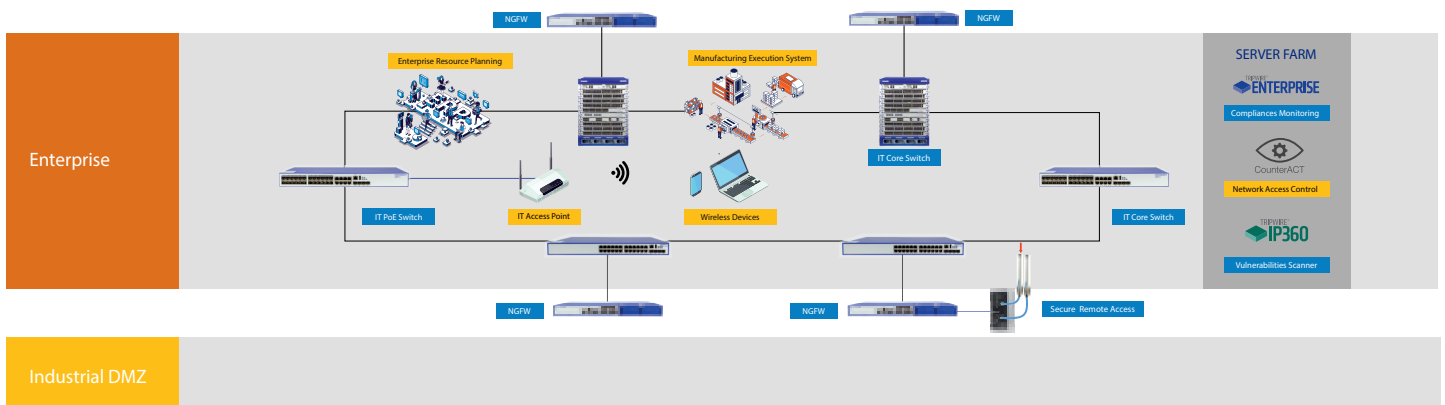 NGFW
NGFW
Enterprise Resource Planning
Manufacturing Execution System
SERVER FARM
TRIPWIRE
ENTERPRISE
Compliances Monitoring
Enterprise
IT Core Switch
CounterACT
Network Access Control
IT PoE Switch
IT Access Point
Wireless Devices
IT Core Switch
TRIPWIRE
IP360
Vulnerabilities Scanner
NGFW
NGFW
Secure Remote Access
Industrial DMZ